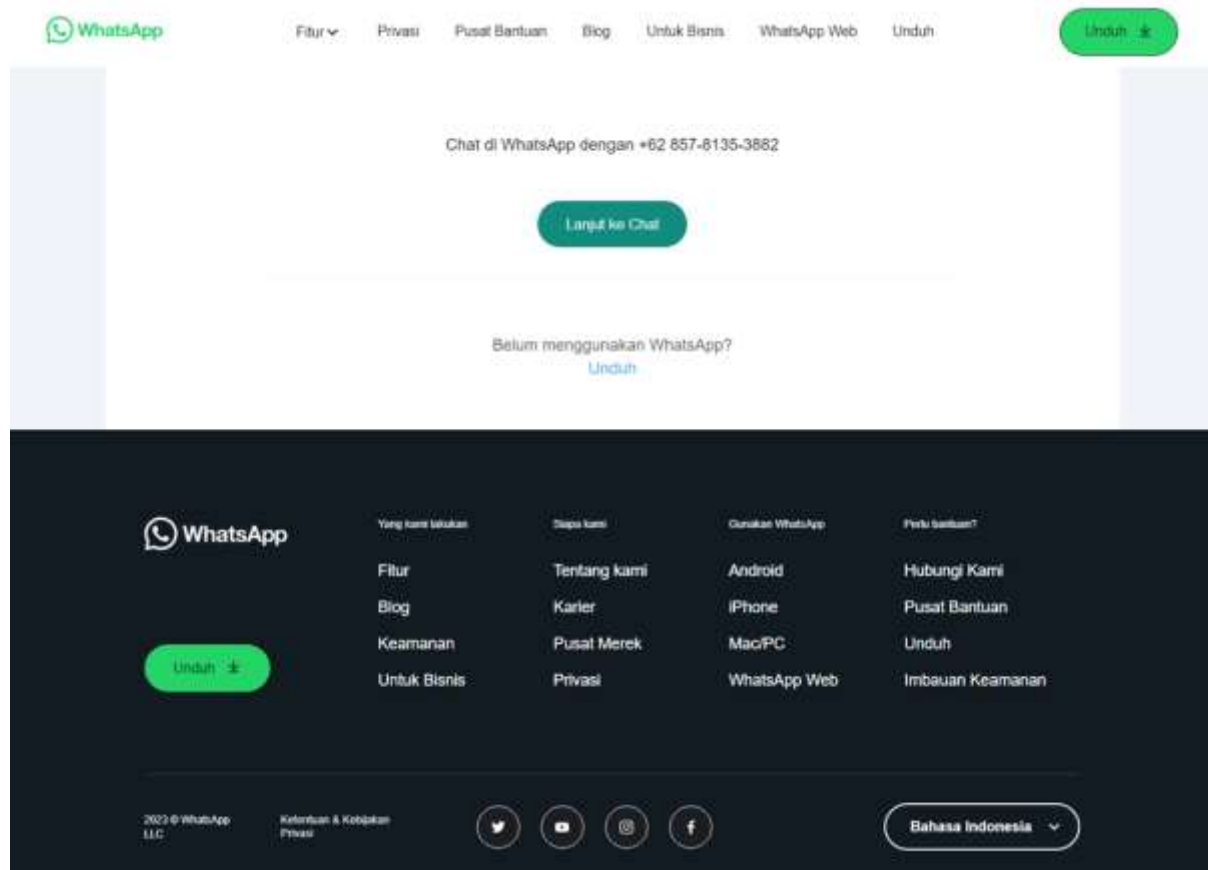 WhatsApp
Fitur Privasi Pusat Bantuan Blog Untuk Bisnis WhatsApp Web Unduh Unduh
Chat di WhatsApp dengan +62 857-8135-3882
Lanjut ke Chat
Belum menggunakan WhatsApp?
Unduh
WhatsApp
Unduh
Yang kami lakukan
Fitur
Blog
Keamanan
Untuk Bisnis
Siapa kami
Tentang kami
Karier
Pusat Merek
Privasi
Gunakan WhatsApp
Android
iPhone
Mac/PC
WhatsApp Web
Perlu bantuan?
Hubungi Kami
Pusat Bantuan
Unduh
Imbauan Keamanan
2023 © WhatsApp
LLC
Ketentuan & Kebijakan
Privasi
Bahasa Indonesia